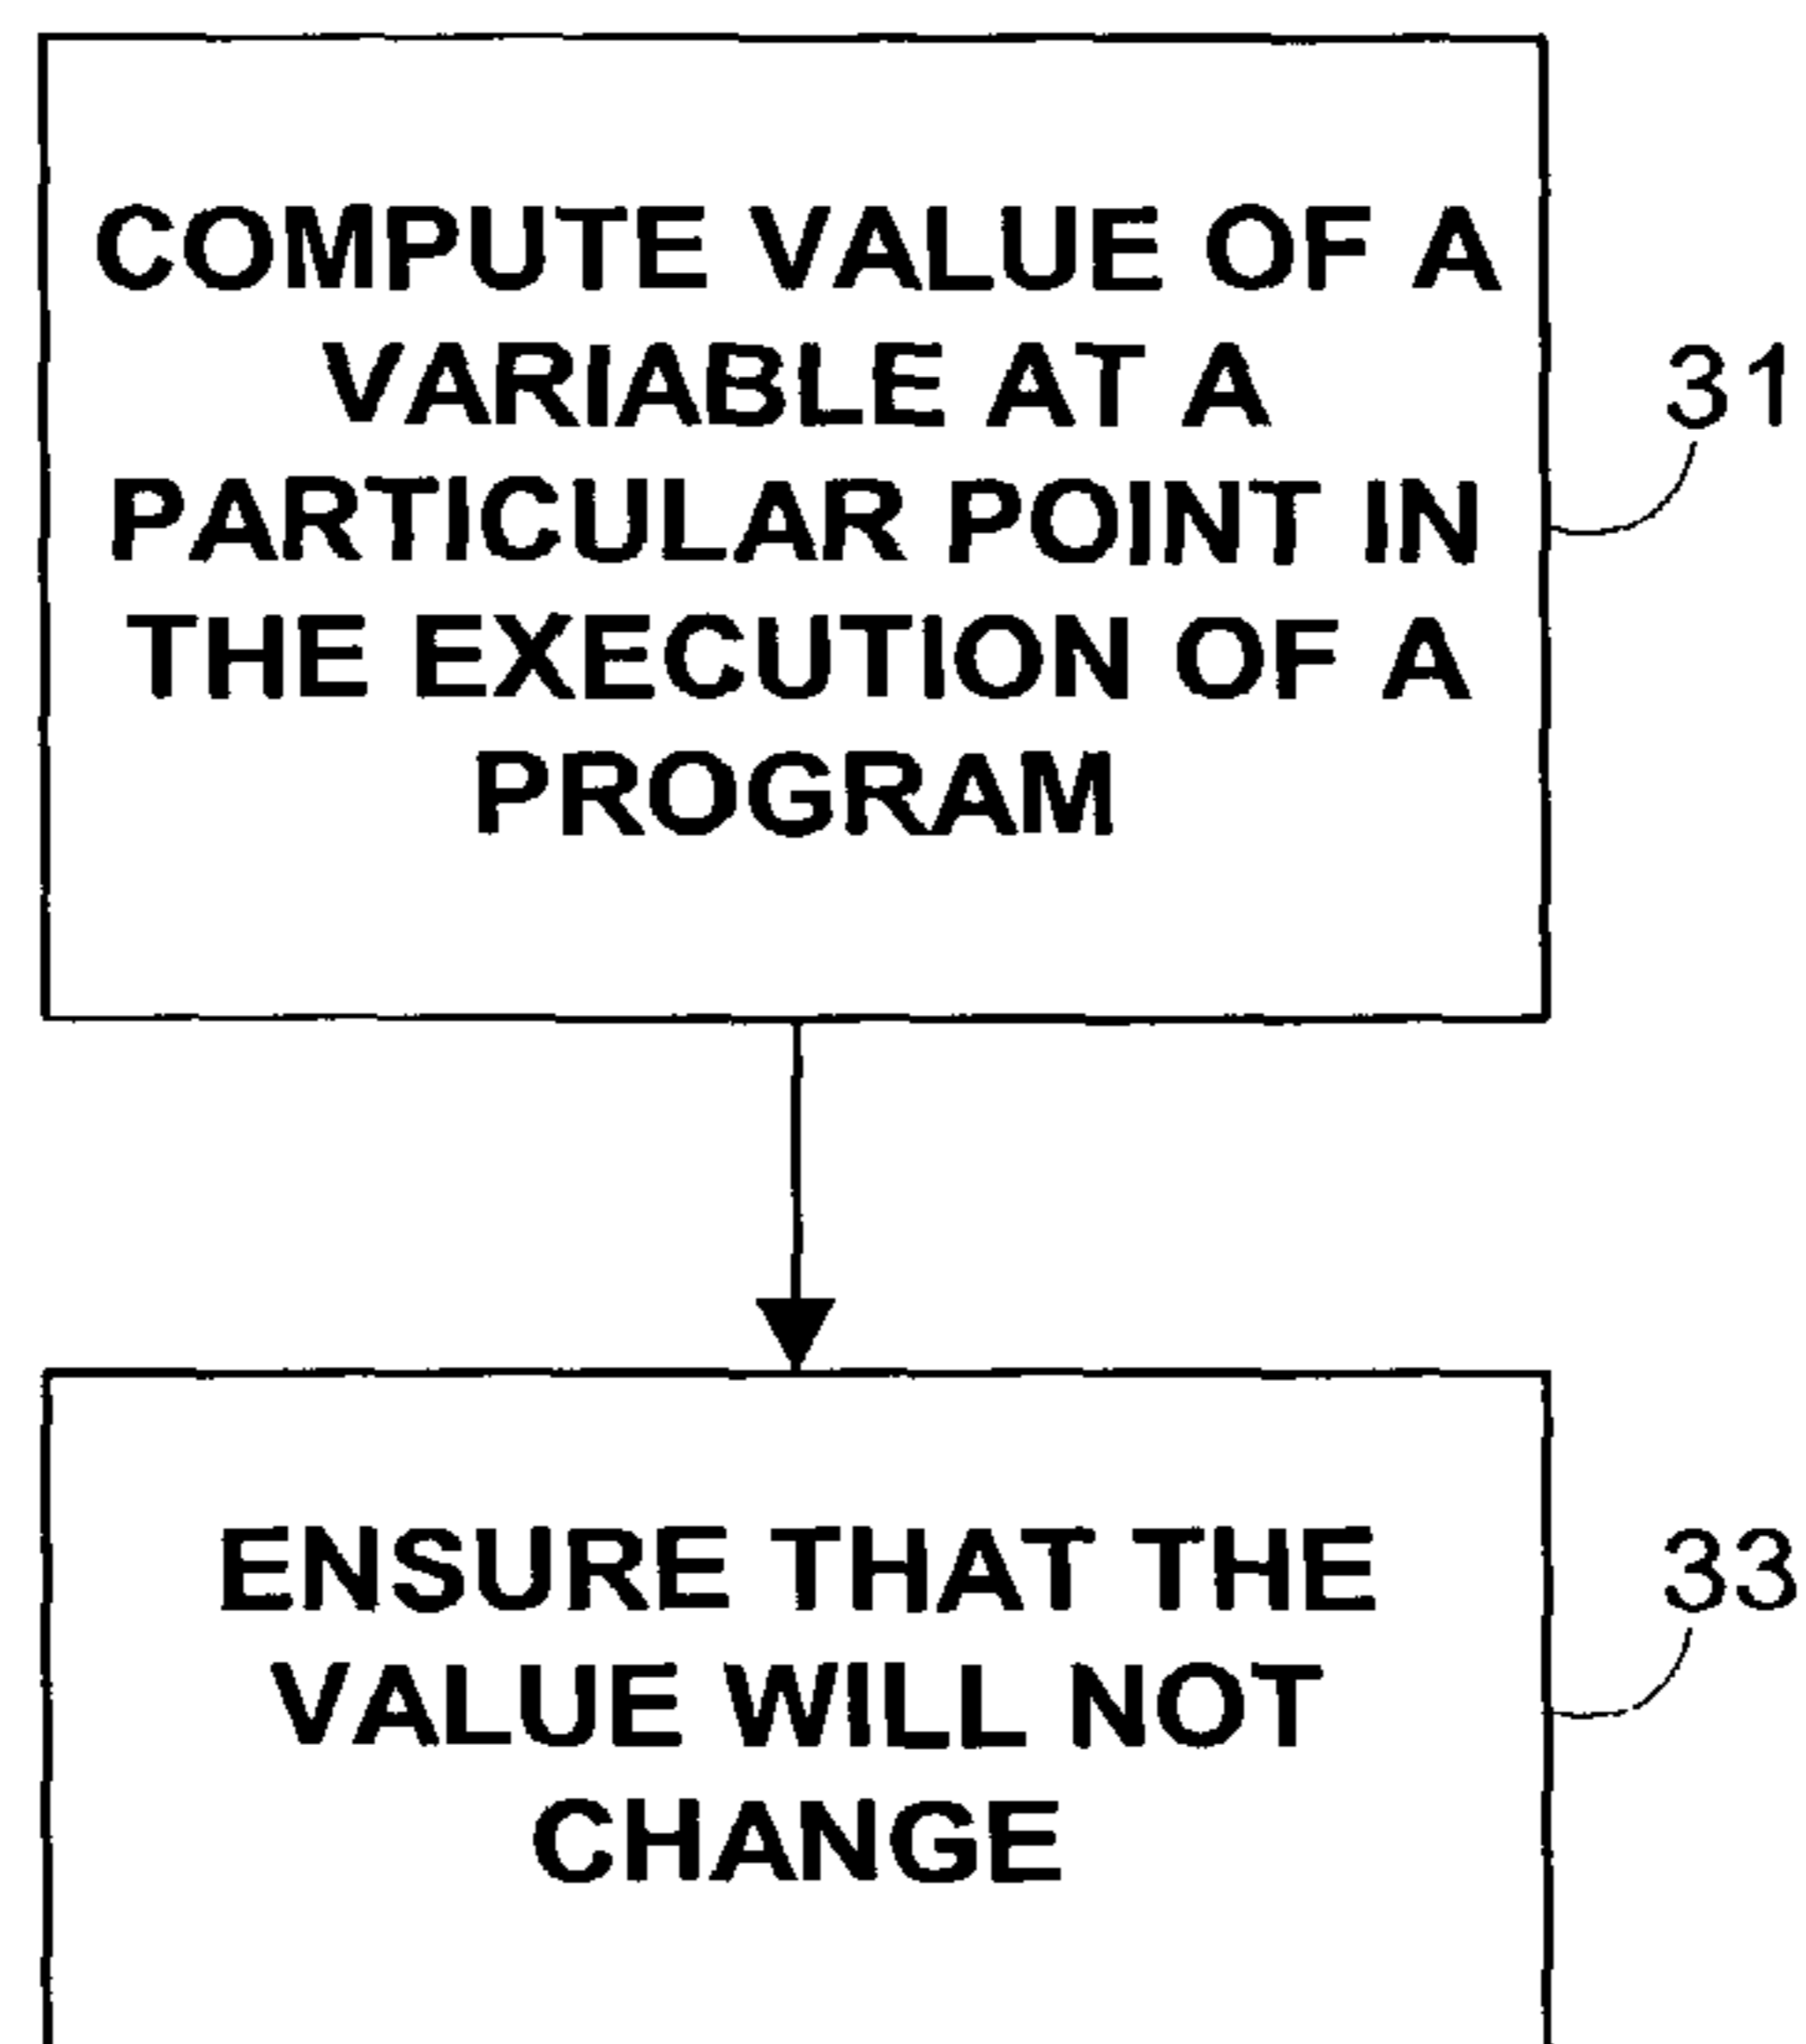 COMPUTE VALUE OF A
VARIABLE AT A
PARTICULAR POINT IN
THE EXECUTION OF A
PROGRAM
31
ENSURE THAT THE
VALUE WILL NOT
CHANGE
33